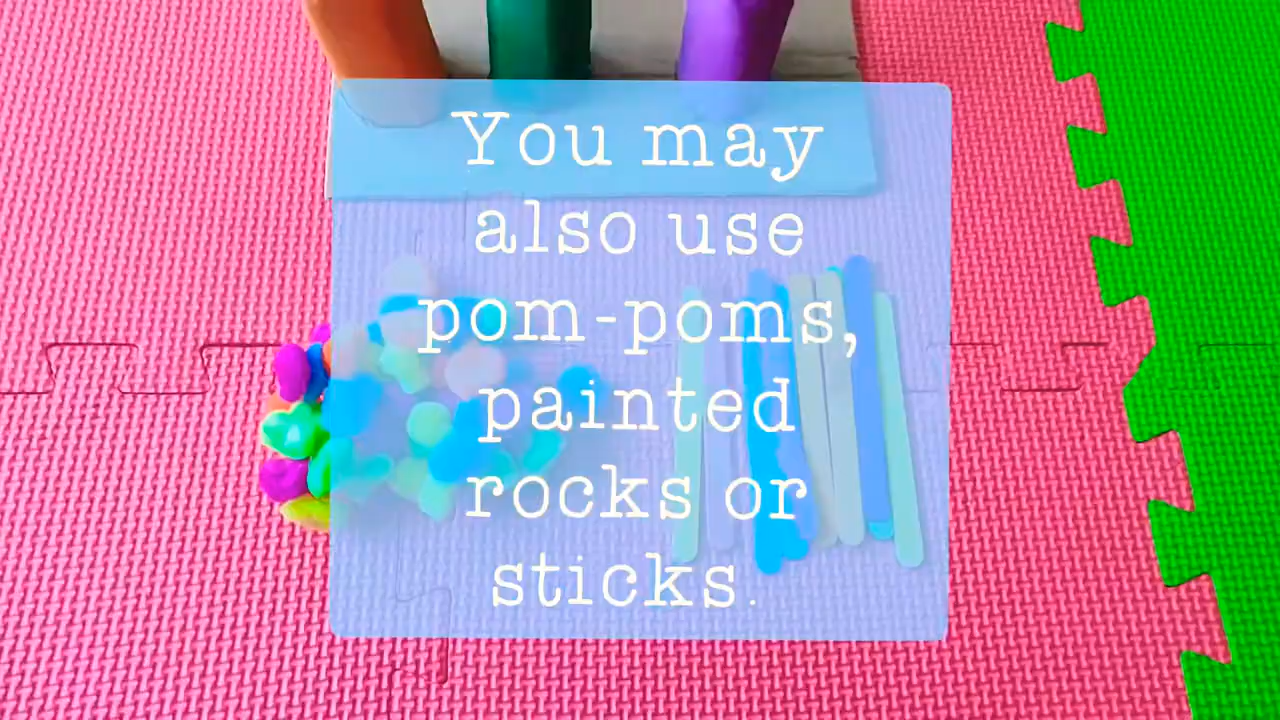 You may
also use
pom-poms,
painted
rocks or
sticks.